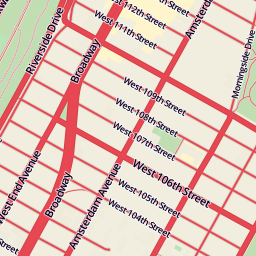 West 112th Street
West 111th Street
Riverside Drive
Broadway
Amsterdam
Morningside Drive
West 109th Street
West 108th Street
West 107th Street
West 106th Street
West 105th Street
West 104th Street
West End Avenue
Broadway
Amsterdam Avenue
Street